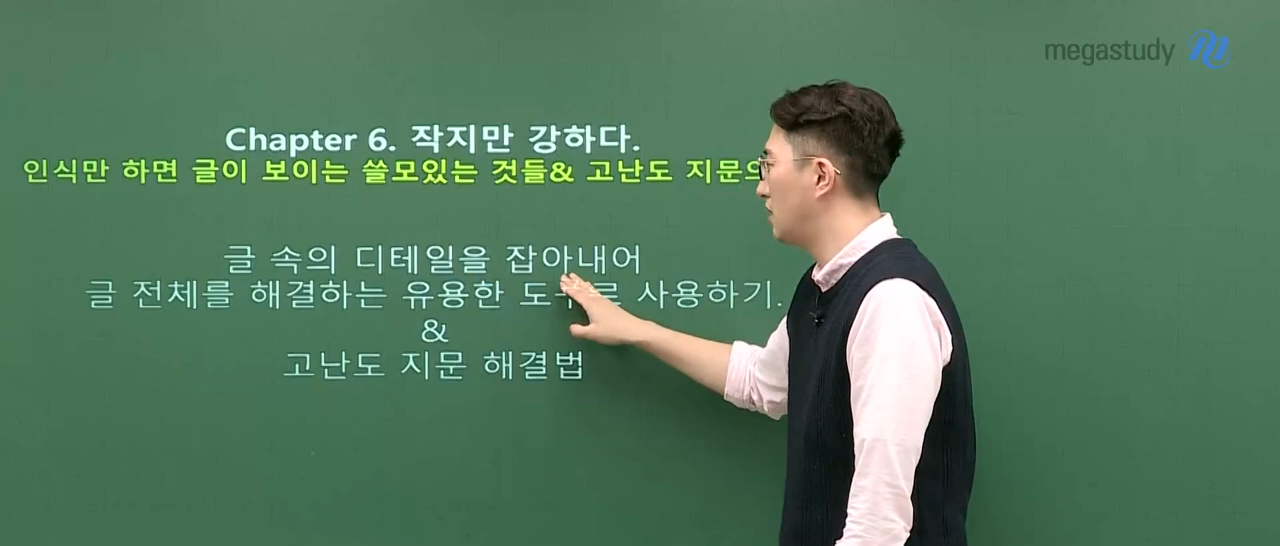 megastudy
Chapter 6. 작지만 강하다.
인식만 하면 글이 보이는 쓸모있는 것들& 고난도 지문
글 속의 디테일을 잡아내어
글 전체를 해결하는 유용한 사용하기.
&
고난도 지문 해결법